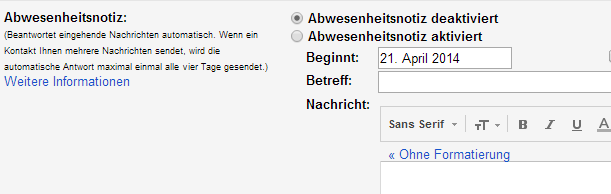 Abwesenheitsnotiz:
(Beantwortet eingehende Nachrichten automatisch. Wenn ein
Kontakt Ihnen mehrere Nachrichten sendet, wird die
automatische Antwort maximal einmal alle vier Tage gesendet.)
Weitere Informationen
Abwesenheitsnotiz deaktiviert
Abwesenheitsnotiz aktiviert
Beginnt: 21. April 2014
Betreff:
Nachricht:
Sans Serif TT B I U A
« Ohne Formatierung